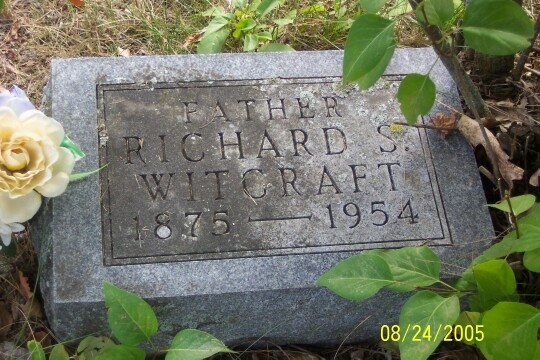 FATHER
RICHARD S.
WITCRAFT
1875 — 1954
08/24/2005